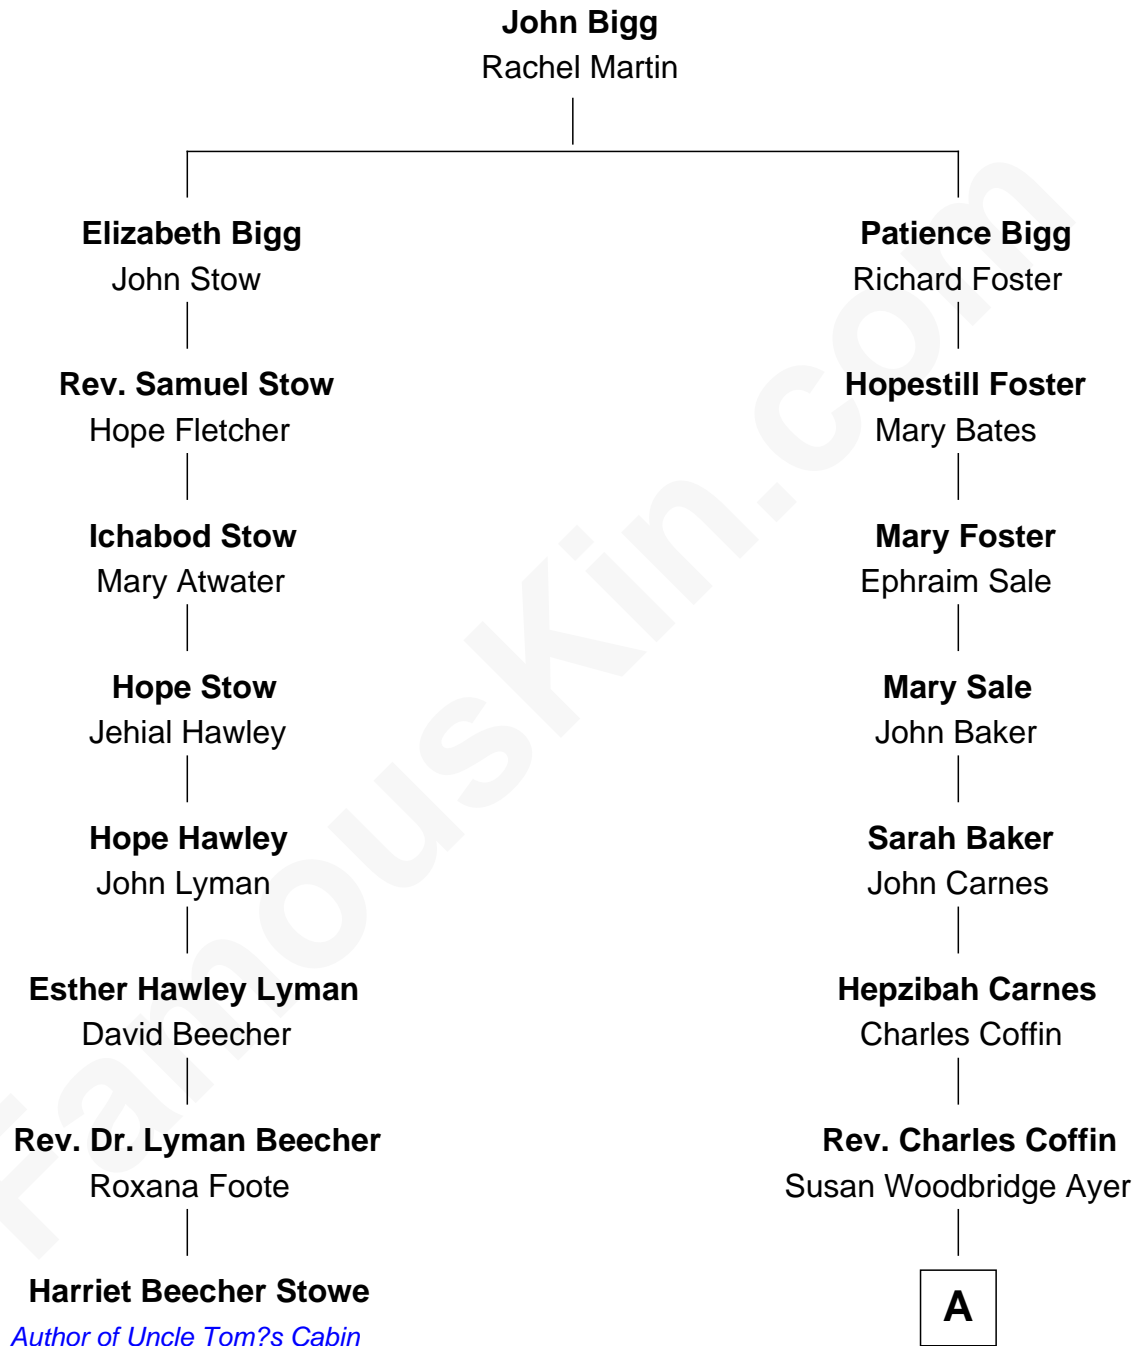 John Bigg
Rachel Martin
Elizabeth Bigg
John Stow
Patience Bigg
Richard Foster
Rev. Samuel Stow
Hope Fletcher
Hopestill Foster
Mary Bates
Ichabod Stow
Mary Atwater
Mary Foster
Ephraim Sale
Hope Stow
Jehial Hawley
Mary Sale
John Baker
Hope Hawley
John Lyman
Sarah Baker
John Carnes
Esther Hawley Lyman
David Beecher
Hepzibah Carnes
Charles Coffin
Rev. Dr. Lyman Beecher
Roxana Foote
Rev. Charles Coffin
Susan Woodbridge Ayer
Harriet Beecher Stowe
Author of Uncle Tom?s Cabin
A
FamousKin.com